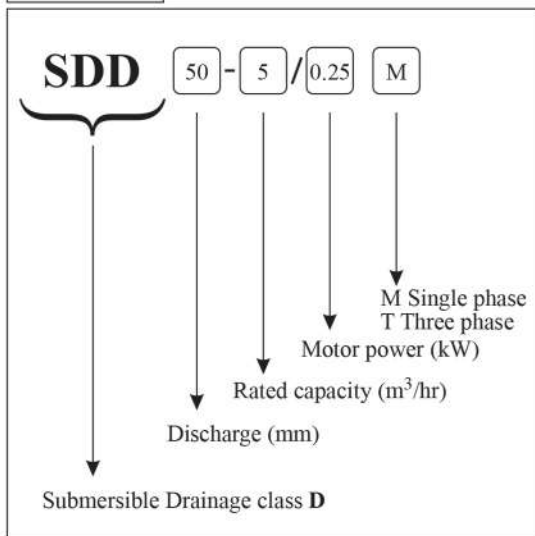 SDD 50 - 5 / 0.25 M
M Single phase
T Three phase
Motor power (kW)
Rated capacity (m³/hr)
Discharge (mm)
Submersible Drainage class D